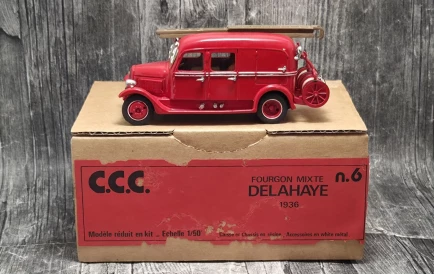 C.C.C.
FOURGON MIXTE
n.6
DELAHAYE
1936
Modèle réduit en kit .. Echelle 1/50